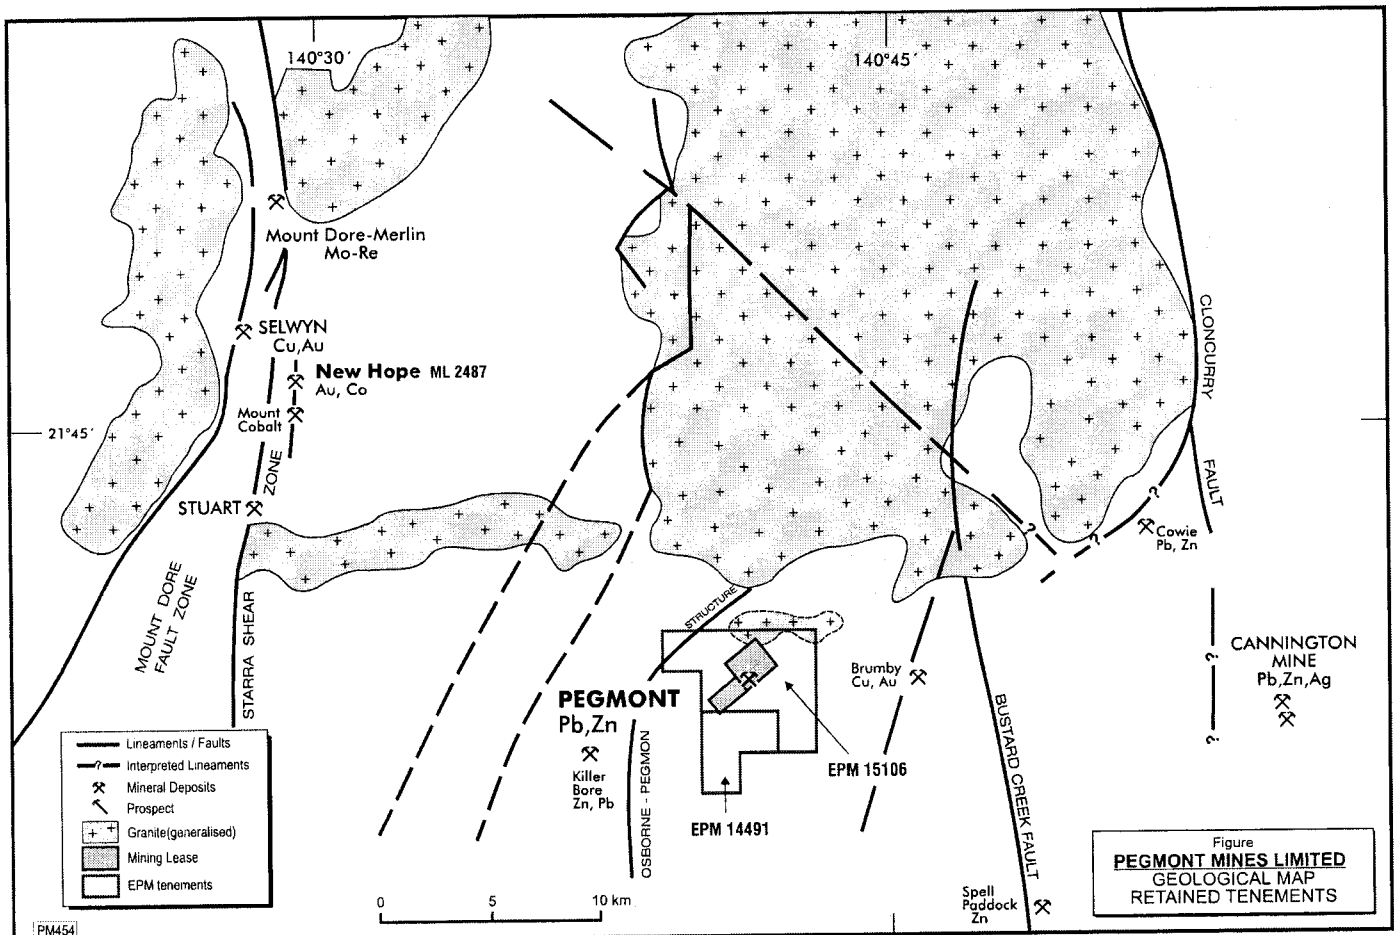 140°30′
140°45′
Mount Dore-Merlin
Mo-Re
SELWYN
Cu,Au
New Hope ML 2487
Au, Co
Mount
Cobalt
21°45′
STUART
ZONE
STARRA SHEAR
MOUNT DORE
FAULT ZONE
CLONCURRY
FAULT
Cowie
Pb, Zn
CANNINGTON
MINE
Pb,Zn,Ag
STRUCTURE
OSBORNE - PEGMON
Brumby
Cu, Au
PEGMONT
Pb,Zn
Killer
Bore
Zn, Pb
EPM 15106
EPM 14491
BUSTARD CREEK FAULT
Spell
Paddock
Zn
?
?
?
?
?
Lineaments / Faults
? Interpreted Lineaments
Mineral Deposits
Prospect
Granite(generalised)
Mining Lease
EPM tenements
0 5 10 km
Figure
PEGMONT MINES LIMITED
GEOLOGICAL MAP
RETAINED TENEMENTS
PM454